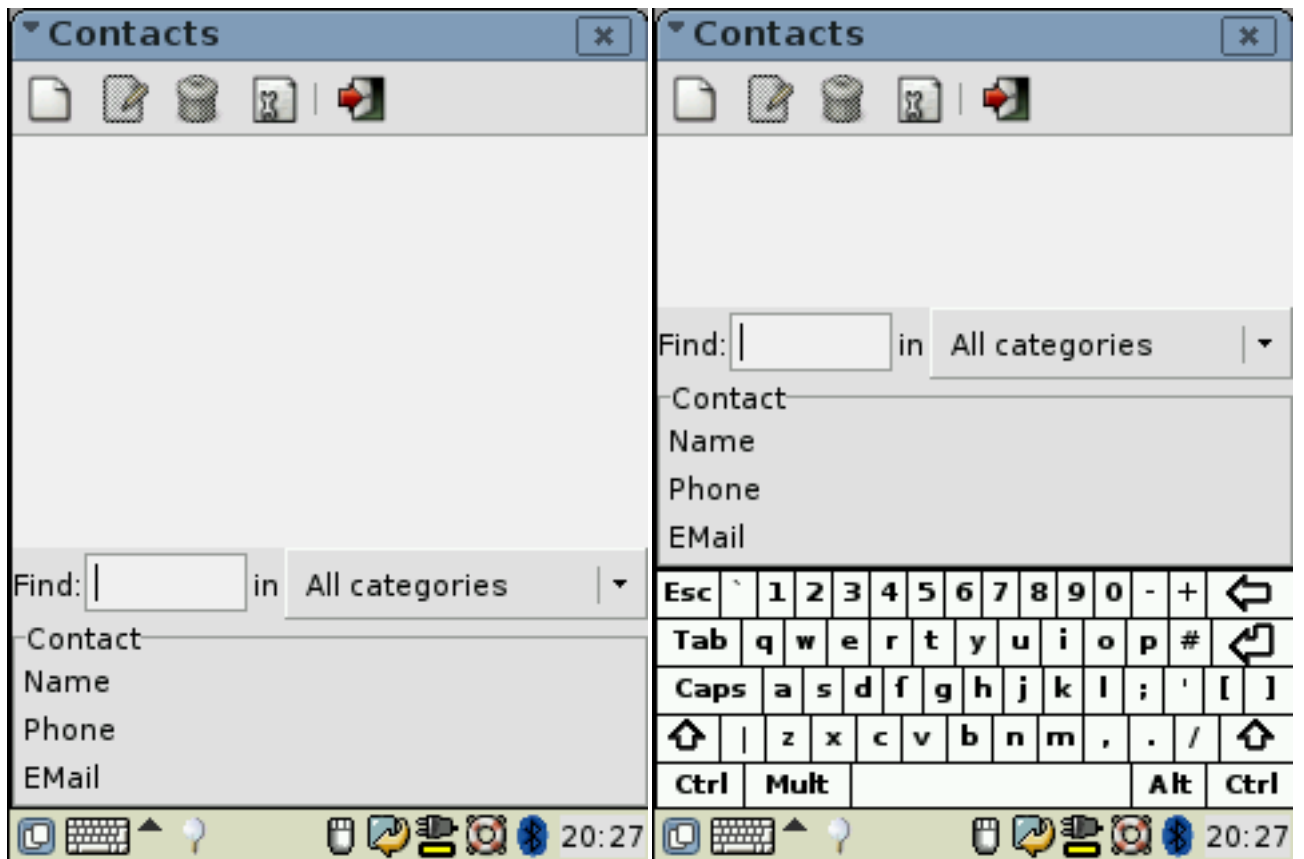 Contacts
Find: in All categories
Contact
Name
Phone
EMail
20:27
Contacts
Find: in All categories
Contact
Name
Phone
EMail
Esc ` 1 2 3 4 5 6 7 8 9 0 - +
Tab q w e r t y u i o p #
Caps a s d f g h j k l ; ' [ ]
| z x c v b n m , . /
Ctrl Mult Alt Ctrl
20:27